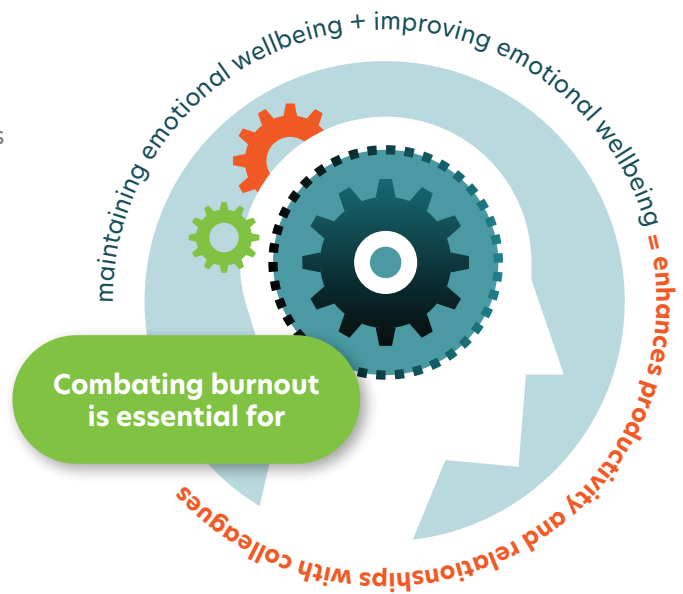 Combating burnout
is essential for
maintaining emotional wellbeing + improving emotional wellbeing = enhances productivity and relationships with colleagues
s